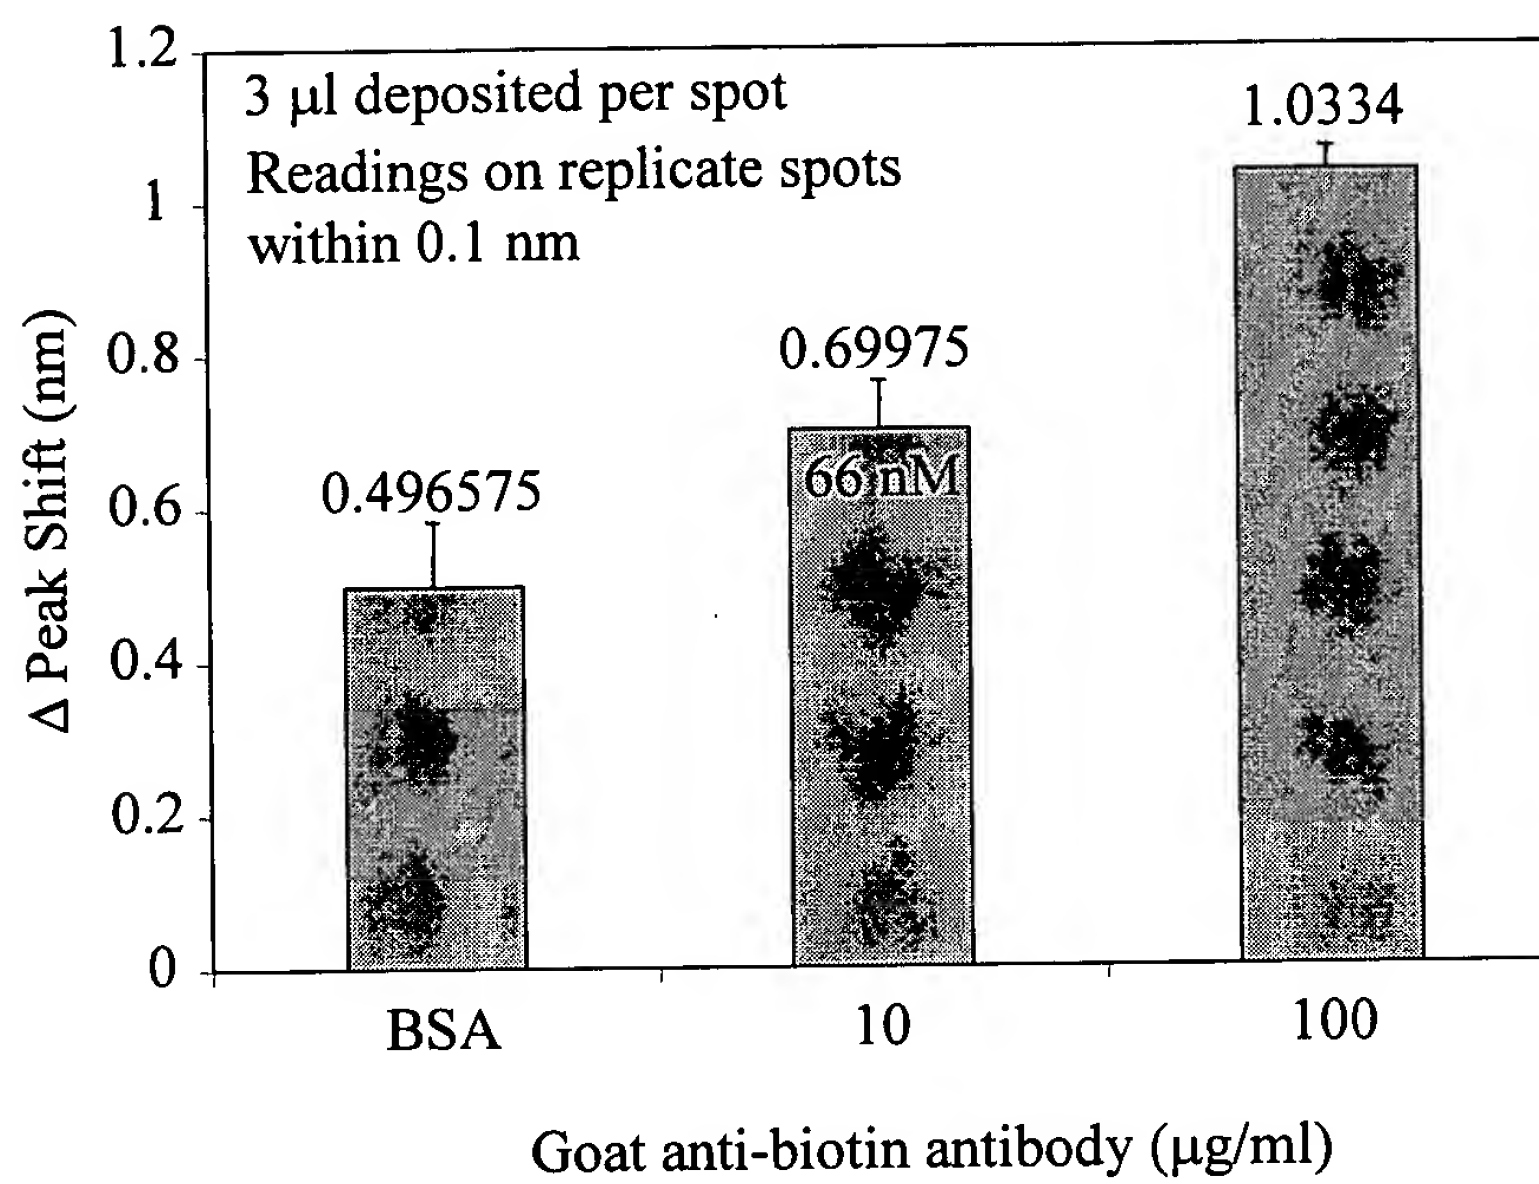 1.2
3 μl deposited per spot
1.0334
Readings on replicate spots
1
within 0.1 nm
0.8
0.69975
Δ Peak Shift (nm)
66 nM
0.6
0.496575
0.4
0.2
0
BSA
10
100
Goat anti-biotin antibody (μg/ml)